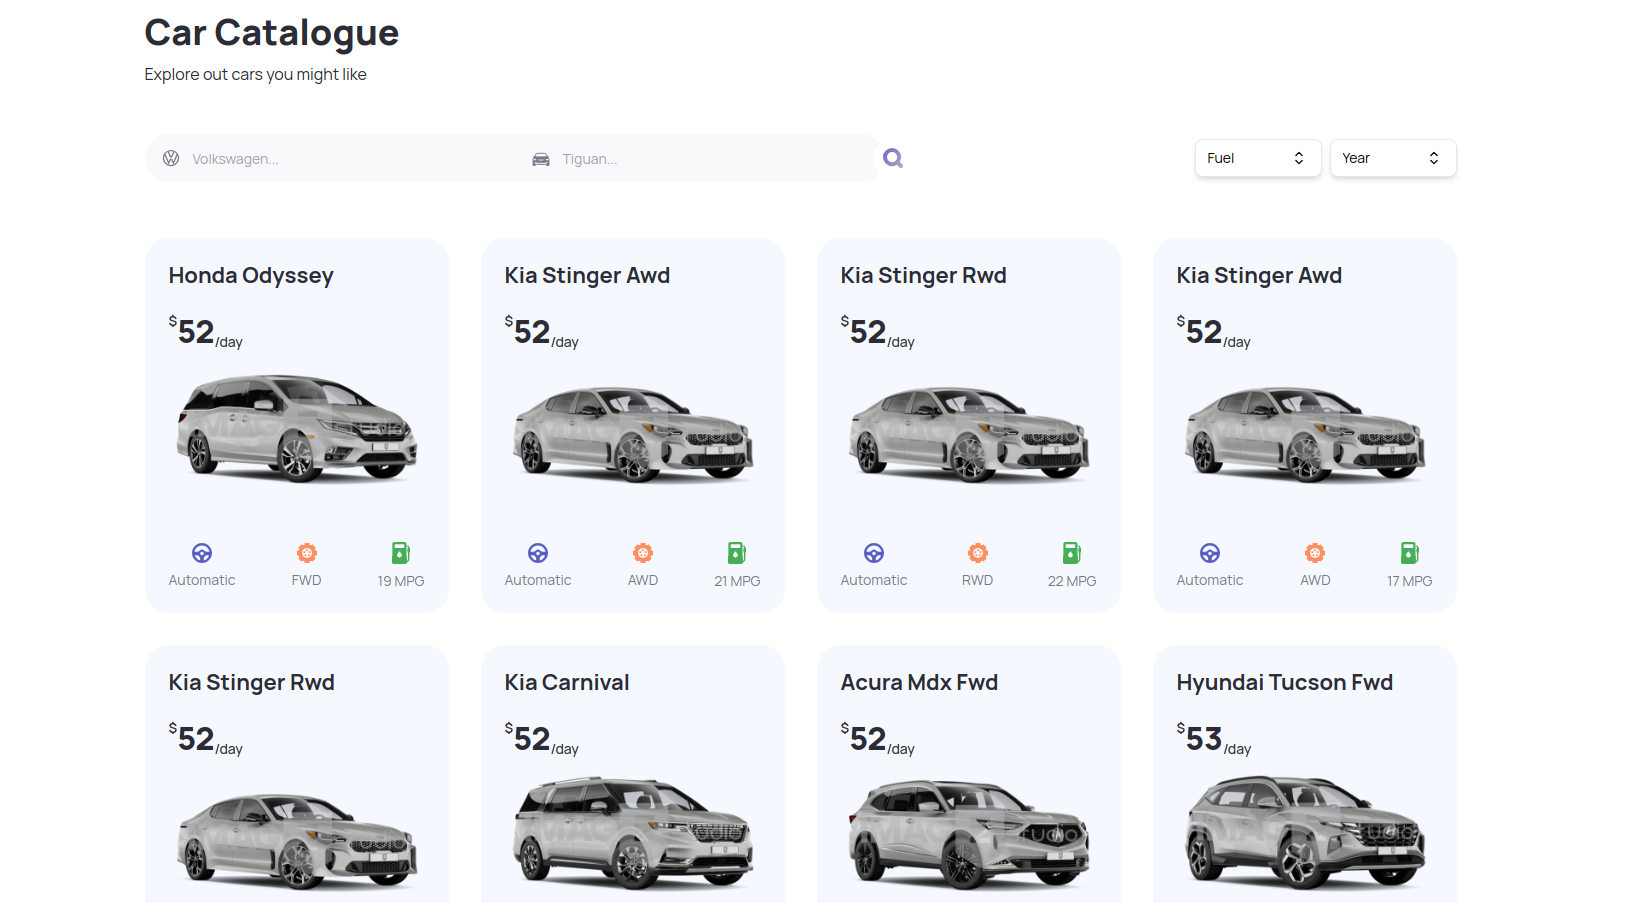 Car Catalogue
Explore out cars you might like
Volkswagen...
Tiguan...
Fuel
Year
Honda Odyssey
$52/day
Automatic
FWD
19 MPG
Kia Stinger Awd
$52/day
Automatic
AWD
21 MPG
Kia Stinger Rwd
$52/day
Automatic
RWD
22 MPG
Kia Stinger Awd
$52/day
Automatic
AWD
17 MPG
Kia Stinger Rwd
$52/day
Kia Carnival
$52/day
Acura Mdx Fwd
$52/day
Hyundai Tucson Fwd
$53/day